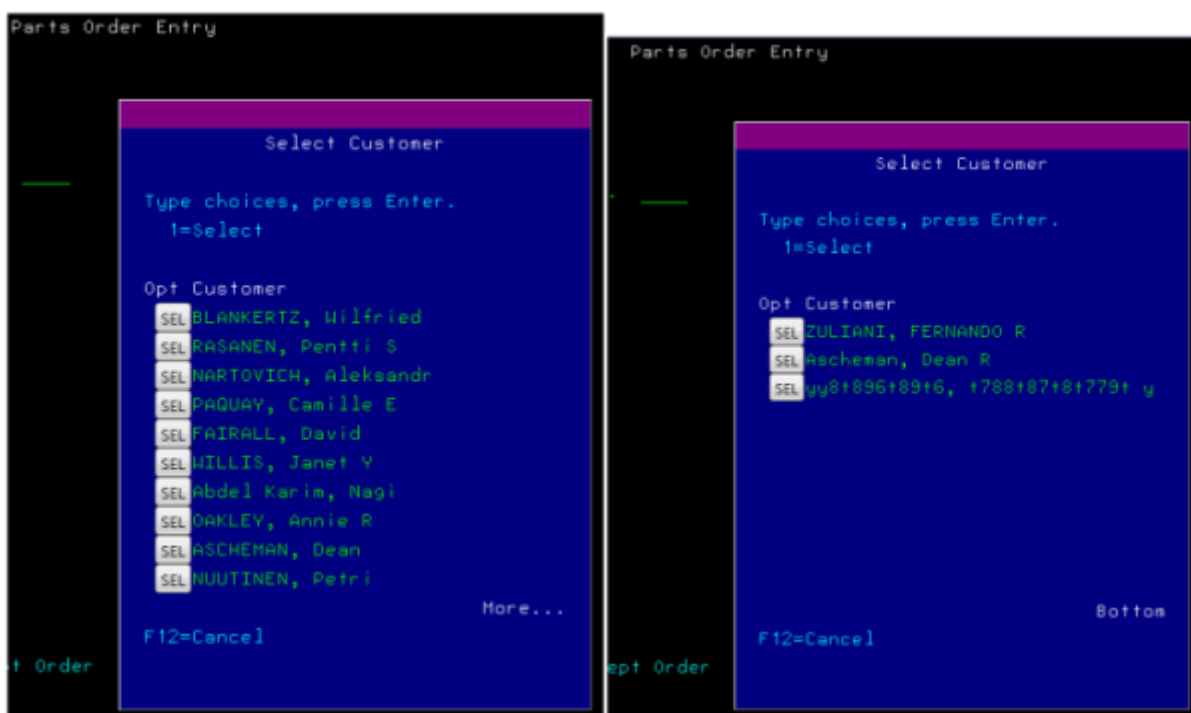 Parts Order Entry
Select Customer
Type choices, press Enter.
1=Select
Opt Customer
SEL BLANKERTZ, Wilfried
SEL RASANEN, Pentti S
SEL NARTOVICH, Aleksandr
SEL PAQUAY, Camille E
SEL FAIRALL, David
SEL WILLIS, Janet Y
SEL Abdel Karim, Nagi
SEL OAKLEY, Annie R
SEL ASCHEMAN, Dean
SEL NUUTINEN, Petri
More...
F12=Cancel
t Order
Parts Order Entry
Select Customer
Type choices, press Enter.
1=Select
Opt Customer
SEL ZULIANI, FERNANDO R
SEL Ascheman, Dean R
SEL yy8t896t89t6, t788t87t8t779t y
Bottom
F12=Cancel
ept Order